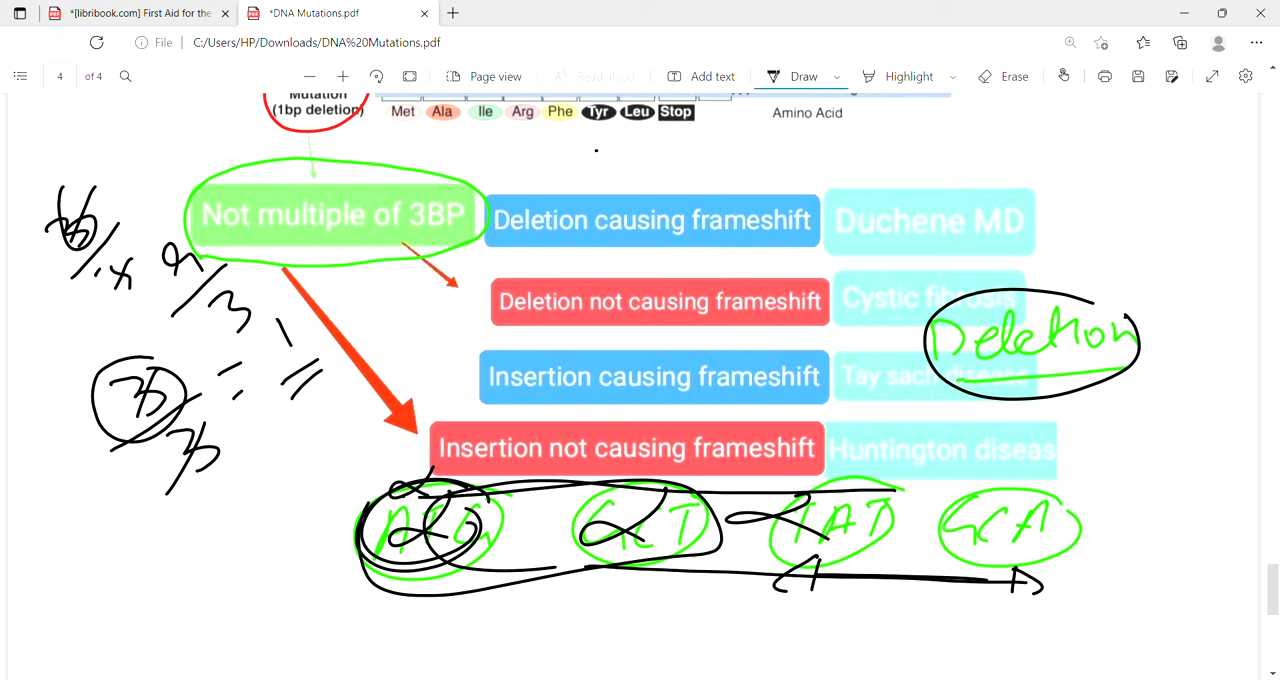 *[libribook.com] First Aid for the
*DNA Mutations.pdf
File | C:/Users/HP/Downloads/DNA%20Mutations.pdf
4 of 4 Page view Read aloud Add text Draw Highlight Erase
Mutation
(1bp deletion)
Met Ala Ile Arg Phe Tyr Leu Stop Amino Acid
Not multiple of 3BP
Deletion causing frameshift Duchene MD
Deletion not causing frameshift Cystic fibrosis
Deletion
Insertion causing frameshift Tay sach disease
Insertion not causing frameshift Huntington diseas
ATG GCT TAT GCA